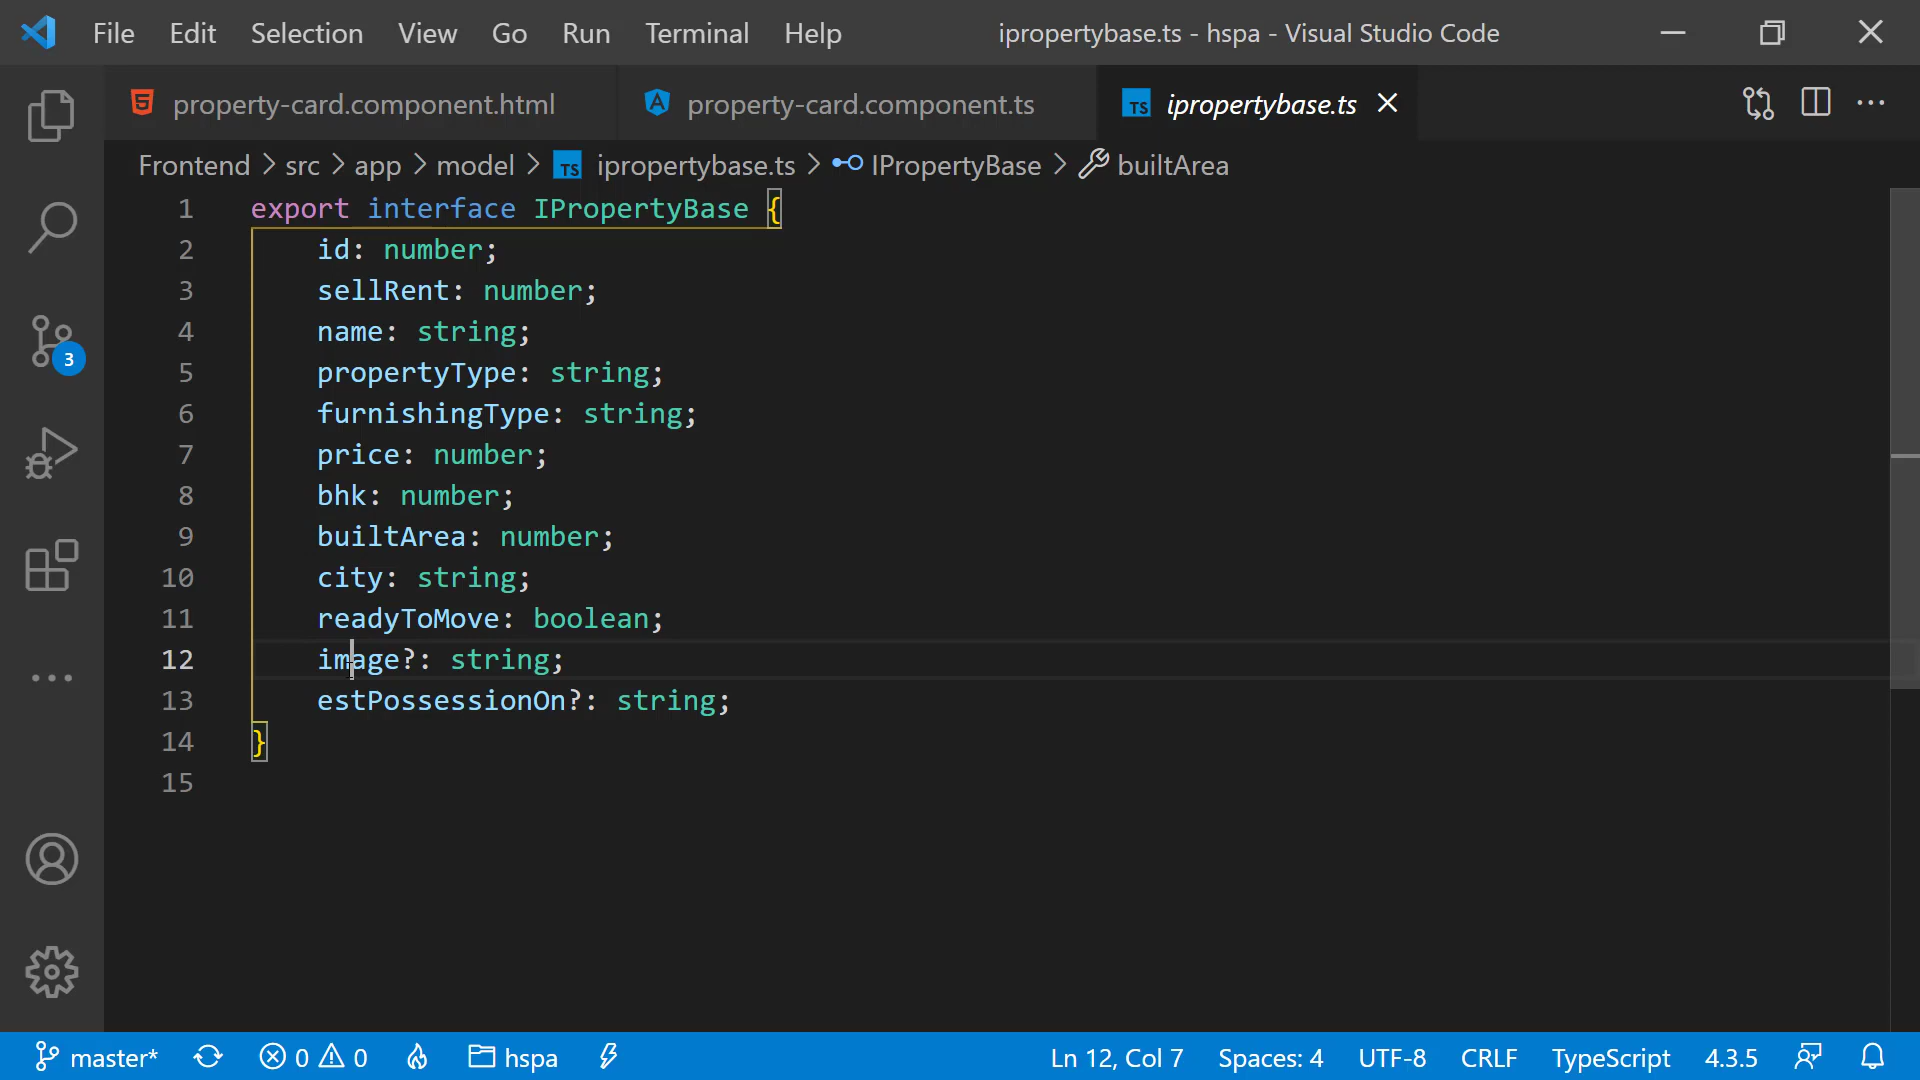 File Edit Selection View Go Run Terminal Help ipropertybase.ts - hspa - Visual Studio Code
property-card.component.html property-card.component.ts TS ipropertybase.ts
Frontend > src > app > model > TS ipropertybase.ts > IPropertyBase > builtArea
1 export interface IPropertyBase {
2 id: number;
3 sellRent: number;
4 name: string;
5 propertyType: string;
6 furnishingType: string;
7 price: number;
8 bhk: number;
9 builtArea: number;
10 city: string;
11 readyToMove: boolean;
12 image?: string;
13 estPossessionOn?: string;
14 }
15
3
master* 0 0 hspa Ln 12, Col 7 Spaces: 4 UTF-8 CRLF TypeScript 4.3.5